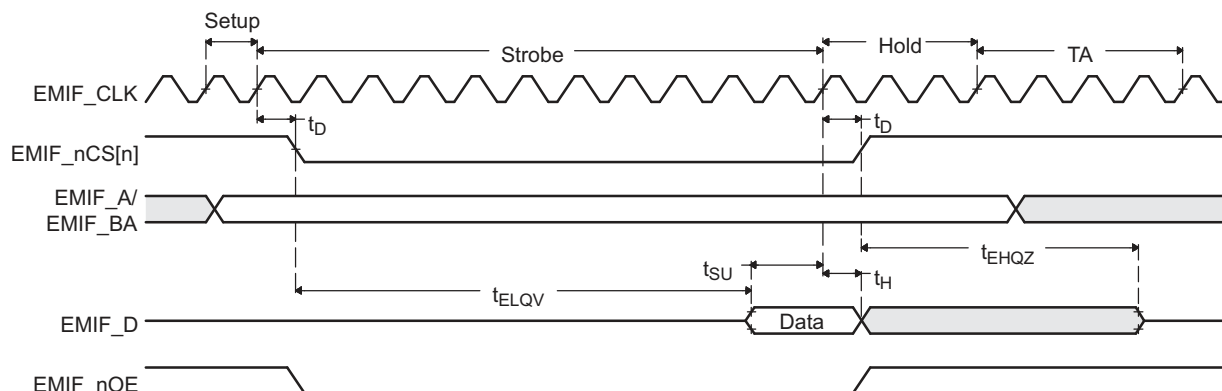 Setup
Strobe
Hold
TA
EMIF_CLK
tD
tD
EMIF_nCS[n]
EMIF_A/
EMIF_BA
tEHQZ
tSU
tH
tELQV
EMIF_D
Data
EMIF_nOE